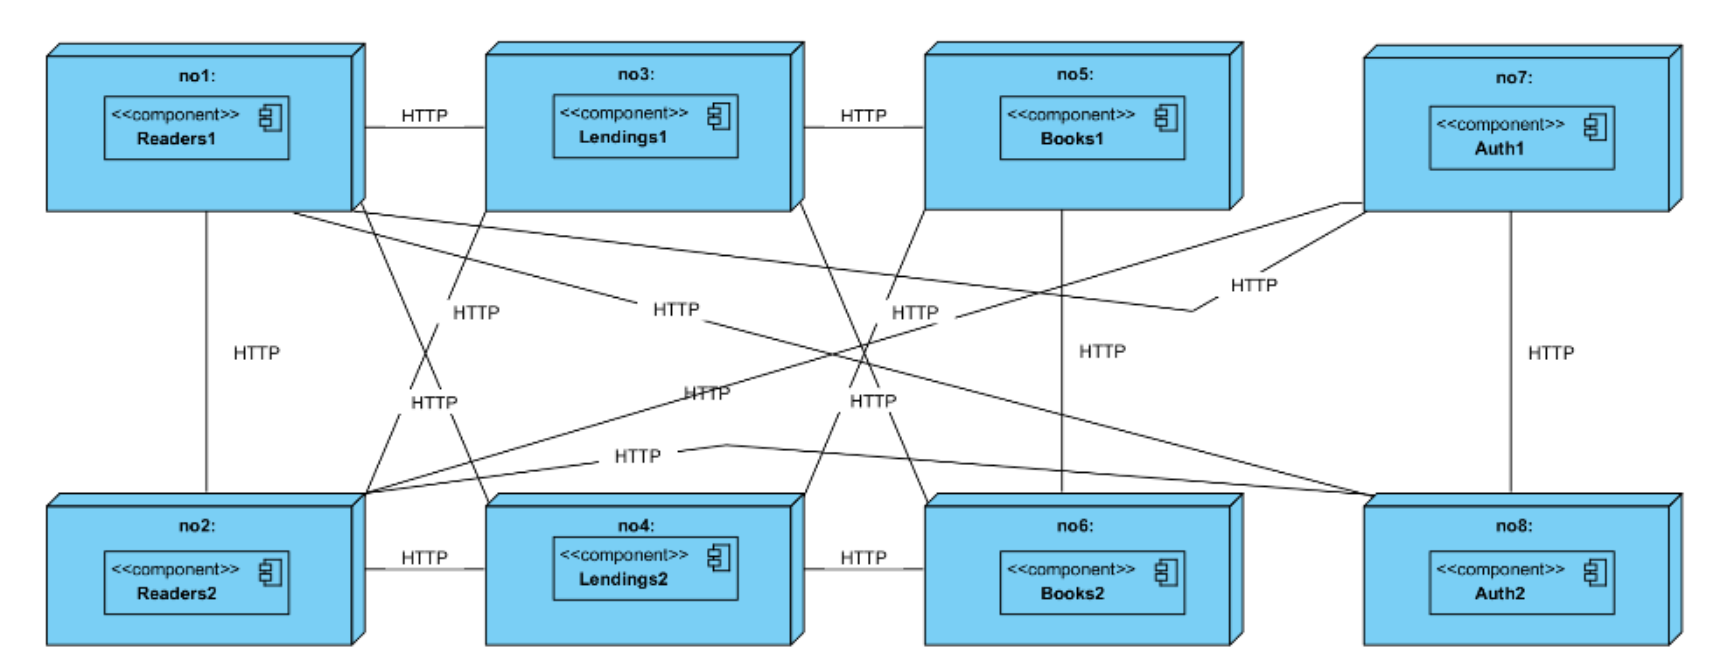 no1:
<<component>>
Readers1
HTTP
no3:
<<component>>
Lendings1
HTTP
no5:
<<component>>
Books1
no7:
<<component>>
Auth1
HTTP
HTTP
HTTP
HTTP
HTTP
HTTP
HTTP
HTTP
HTTP
HTTP
HTTP
HTTP
no2:
<<component>>
Readers2
HTTP
no4:
<<component>>
Lendings2
HTTP
no6:
<<component>>
Books2
no8:
<<component>>
Auth2